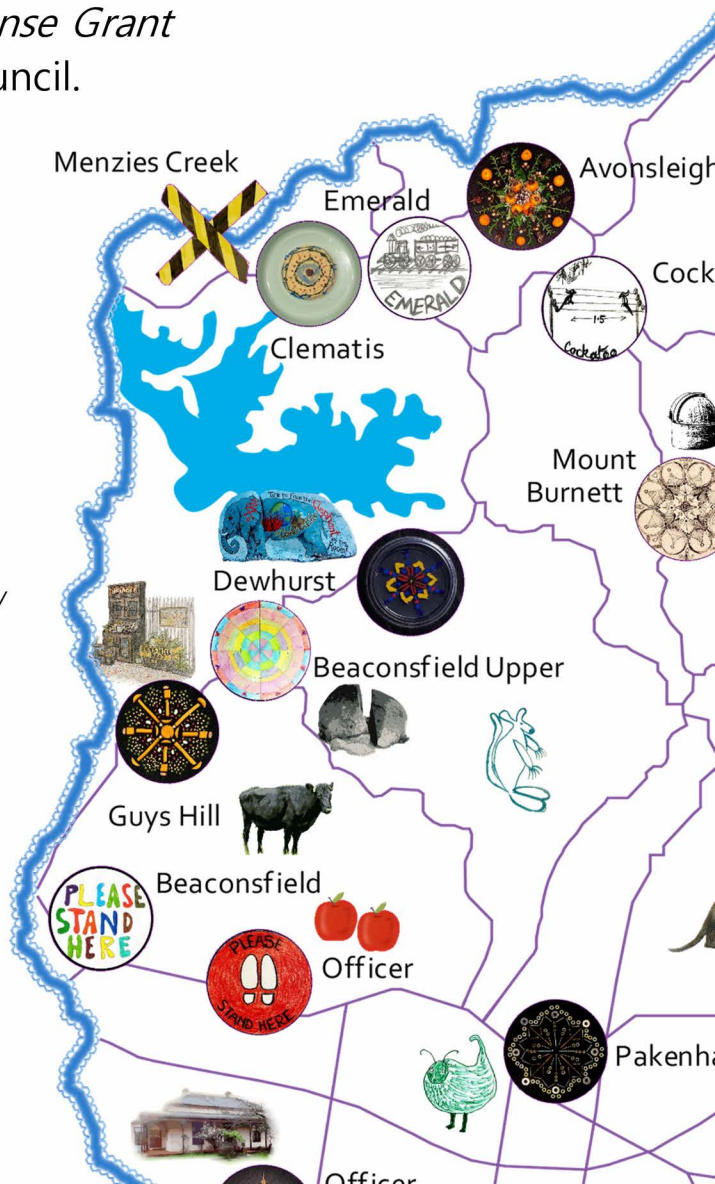 nse Grant
uncil.
Menzies Creek
Emerald
Avonsleigh
EMERALD
Cock
1.5
Cockatoo
Clematis
Mount
Burnett
Dewhurst
Beaconsfield Upper
Guys Hill
Beaconsfield
PLEASE
STAND
HERE
PLEASE
STAND HERE
Officer
Pakenha
Officer